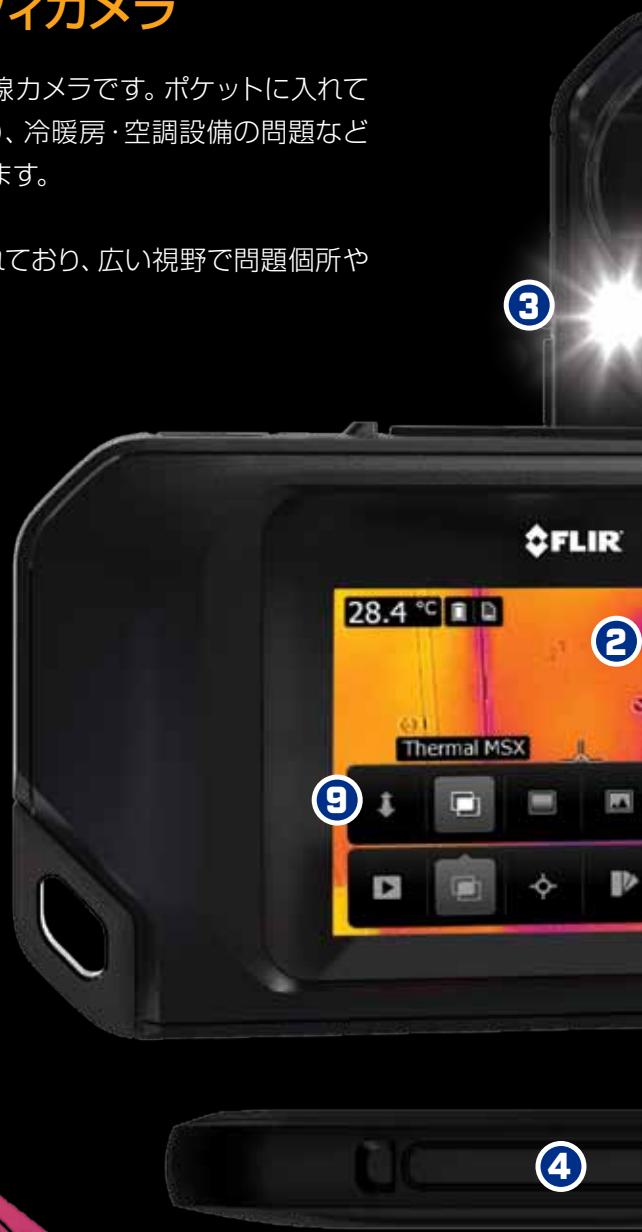 ィカメラ
線カメラです。ポケットに入れて
、冷暖房・空調設備の問題など
ます。
れており、広い視野で問題個所や
3
FLIR
28.4 °C
2
Thermal MSX
9
4